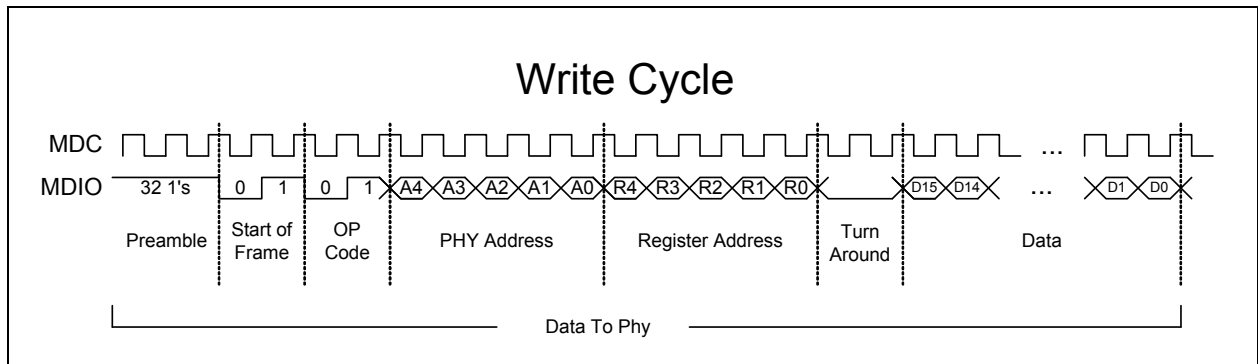 Write Cycle
MDC
...
MDIO
32 1's
0
1
0
1
A4
A3
A2
A1
A0
R4
R3
R2
R1
R0
D15
D14
...
D1
D0
Preamble
Start of
Frame
OP
Code
PHY Address
Register Address
Turn
Around
Data
Data To Phy